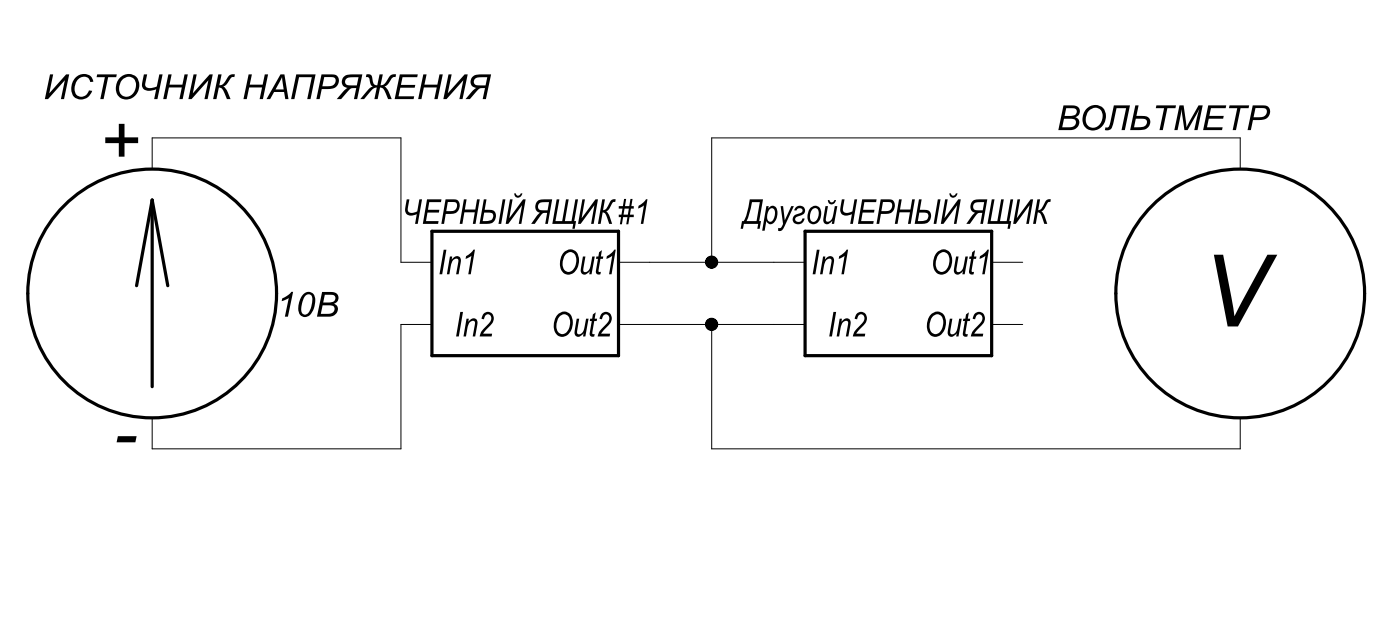 ИСТОЧНИК НАПРЯЖЕНИЯ
+
ВОЛЬТМЕТР
ЧЕРНЫЙ ЯЩИК #1
ДругойЧЕРНЫЙ ЯЩИК
In1 Out1
In1 Out1
V
10В
In2 Out2
In2 Out2
-